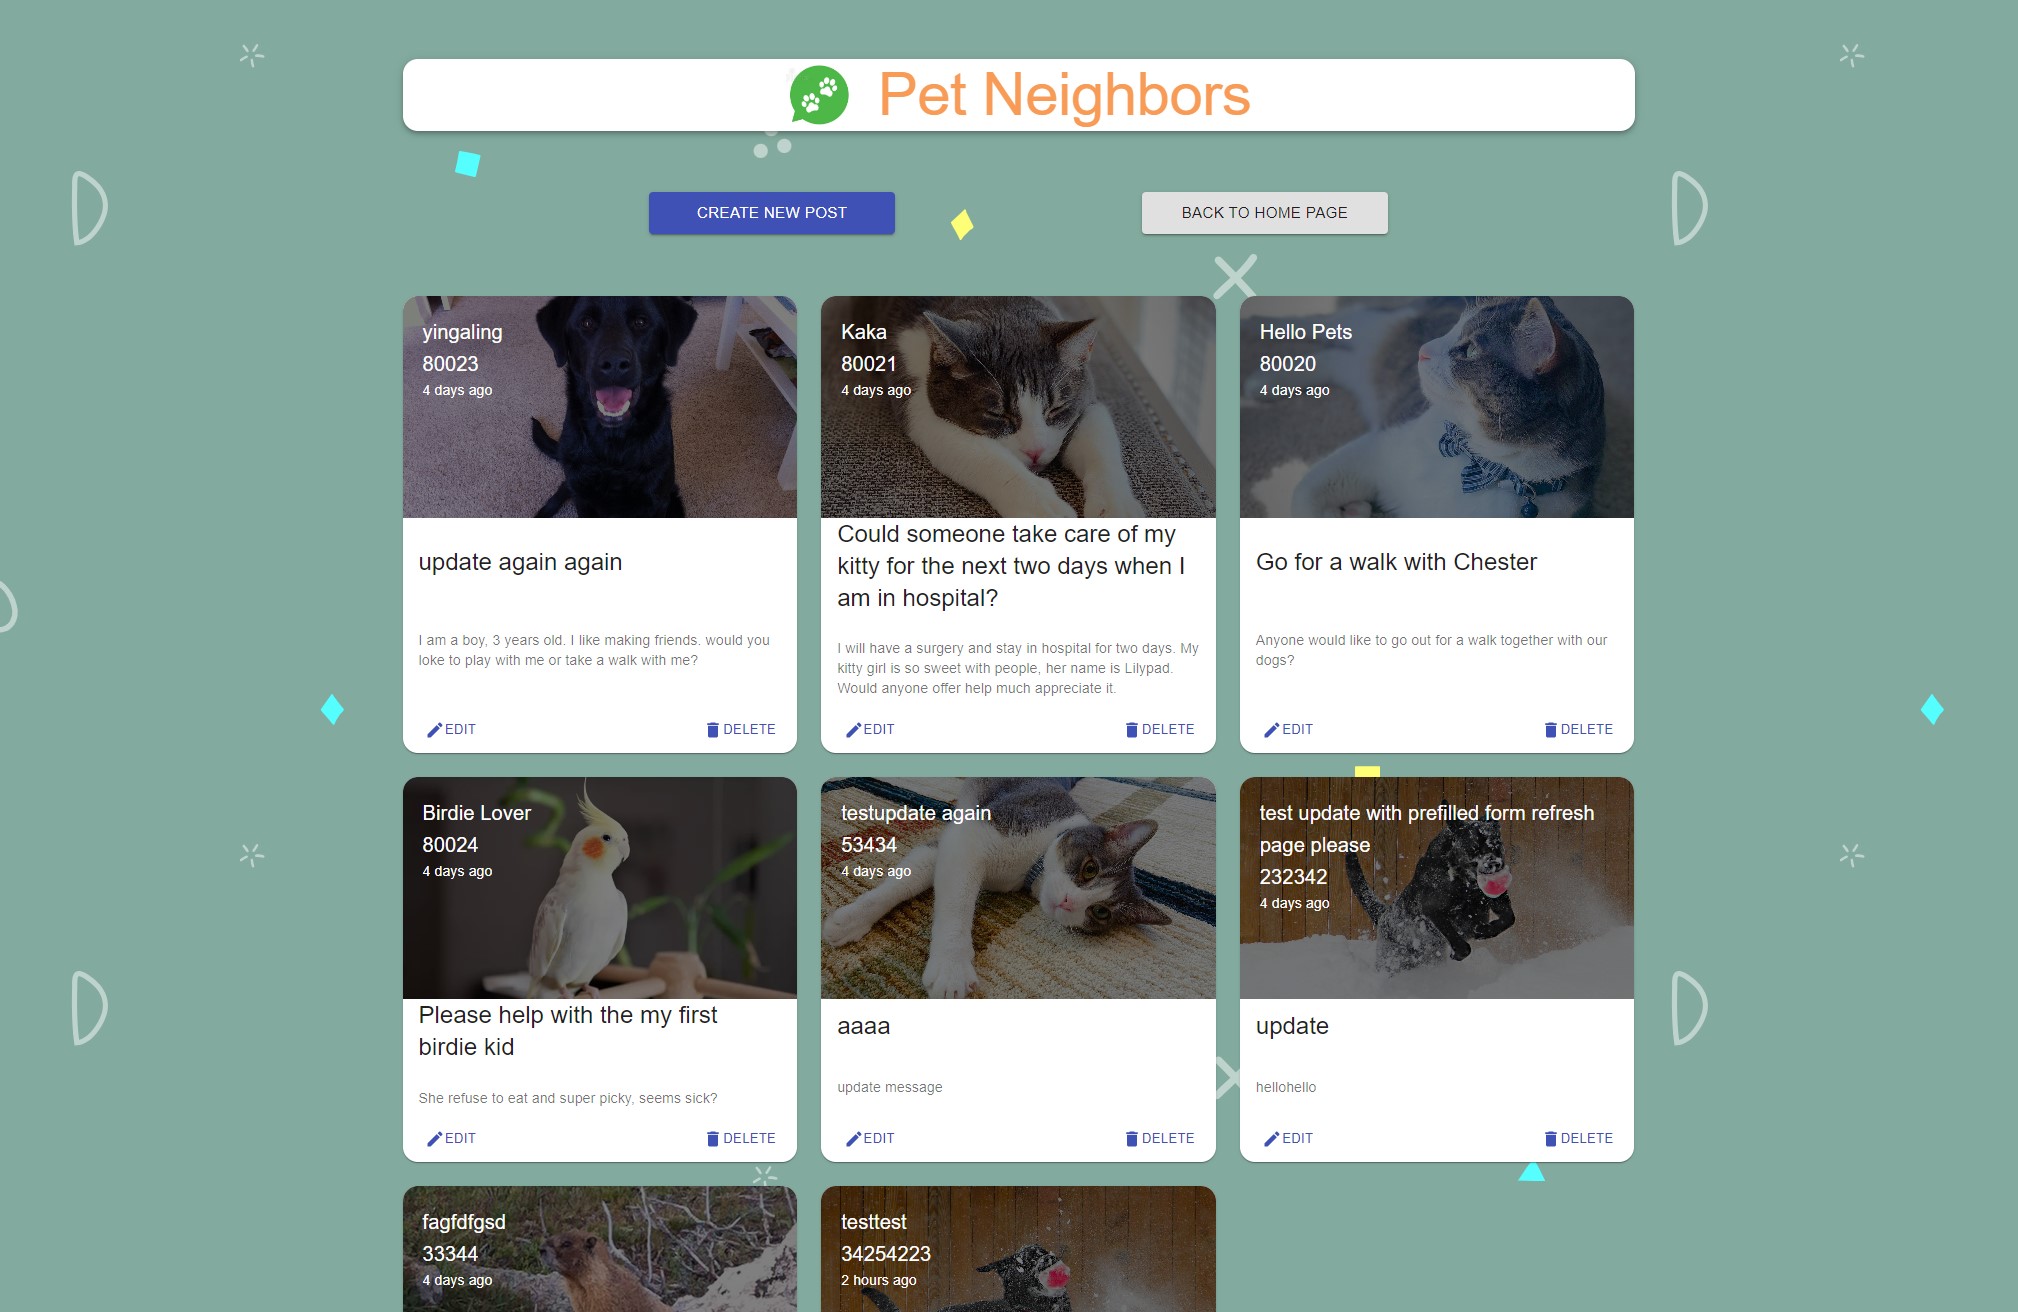 Pet Neighbors
CREATE NEW POST
BACK TO HOME PAGE
yingaling
80023
4 days ago
update again again
I am a boy, 3 years old. I like making friends. would you
loke to play with me or take a walk with me?
EDIT
DELETE
Kaka
80021
4 days ago
Could someone take care of my
kitty for the next two days when I
am in hospital?
I will have a surgery and stay in hospital for two days. My
kitty girl is so sweet with people, her name is Lilypad.
Would anyone offer help much appreciate it.
EDIT
DELETE
Hello Pets
80020
4 days ago
Go for a walk with Chester
Anyone would like to go out for a walk together with our
dogs?
EDIT
DELETE
Birdie Lover
80024
4 days ago
Please help with the my first
birdie kid
She refuse to eat and super picky, seems sick?
EDIT
DELETE
testupdate again
53434
4 days ago
aaaa
update message
EDIT
DELETE
test update with prefilled form refresh
page please
232342
4 days ago
update
hellohello
EDIT
DELETE
fagfdfgsd
33344
4 days ago
testtest
34254223
2 hours ago